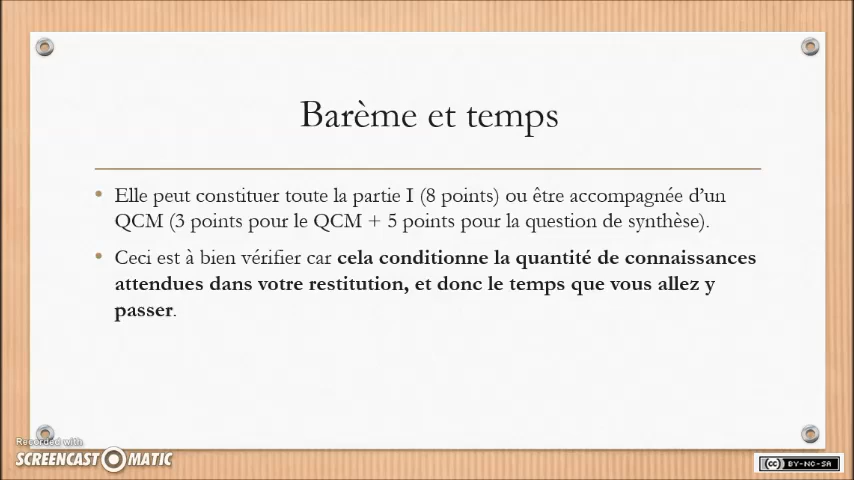 Barème et temps
• Elle peut constituer toute la partie I (8 points) ou être accompagnée d'un
QCM (3 points pour le QCM + 5 points pour la question de synthèse).
• Ceci est à bien vérifier car cela conditionne la quantité de connaissances
attendues dans votre restitution, et donc le temps que vous allez y
passer.
Recorded with
SCREENCAST-O-MATIC
cc BY-NC-SA